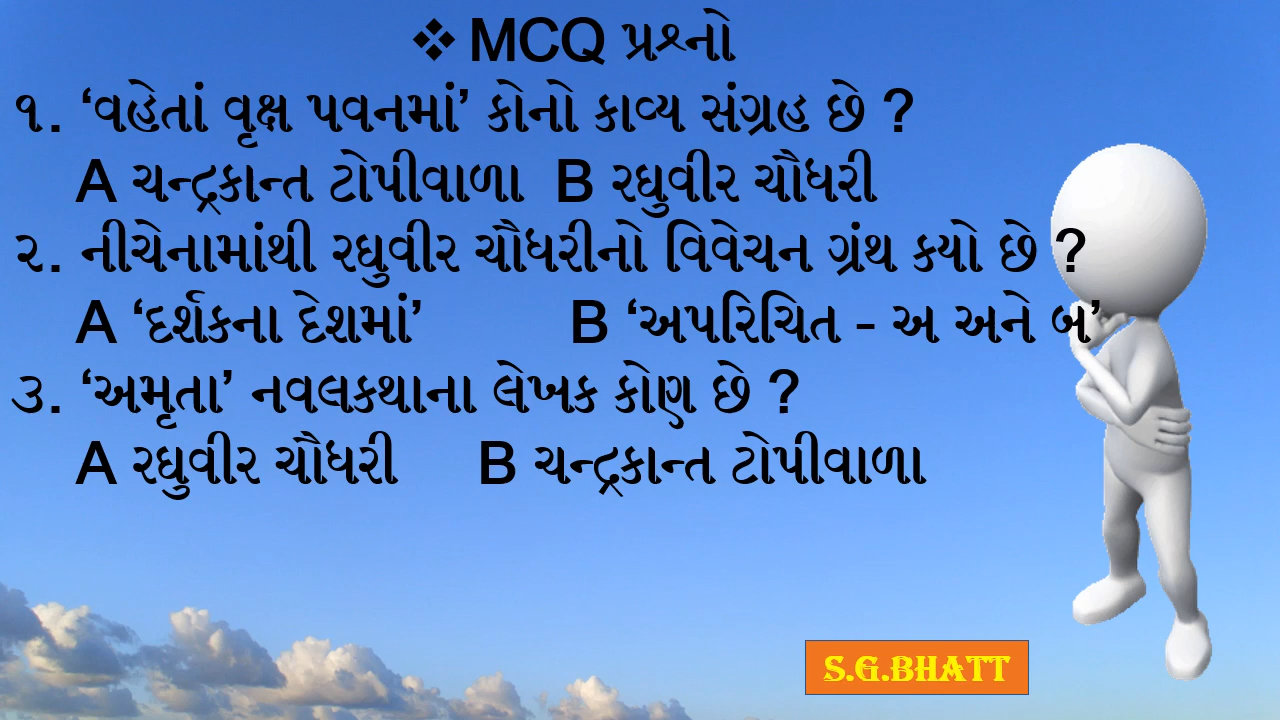 ❖ MCQ પ્રશ્નો
૧. ‘વહેતાં વૃક્ષ પવનમાં’ કોનો કાવ્ય સંગ્રહ છે ?
A ચન્દ્રકાન્ત ટોપીવાળા B રઘુવીર ચૌધરી
૨. નીચેનામાંથી રઘુવીર ચૌધરીનો વિવેચન ગ્રંથ કયો છે ?
A ‘દર્શકના દેશમાં’ B ‘અપરિચિત – અ અને બ’
૩. ‘અમૃતા’ નવલકથાના લેખક કોણ છે ?
A રઘુવીર ચૌધરી B ચન્દ્રકાન્ત ટોપીવાળા
S.G.BHATT